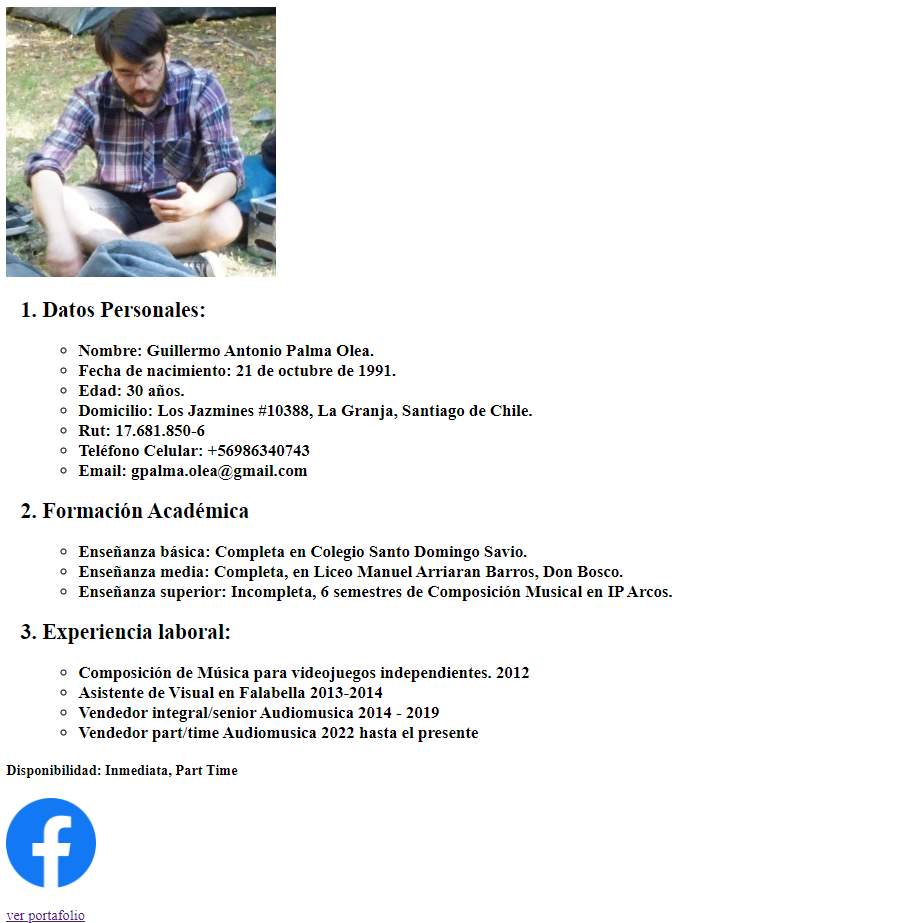 1. Datos Personales:
Nombre: Guillermo Antonio Palma Olea.
Fecha de nacimiento: 21 de octubre de 1991.
Edad: 30 años.
Domicilio: Los Jazmines #10388, La Granja, Santiago de Chile.
Rut: 17.681.850-6
Teléfono Celular: +56986340743
Email: gpalma.olea@gmail.com
2. Formación Académica
Enseñanza básica: Completa en Colegio Santo Domingo Savio.
Enseñanza media: Completa, en Liceo Manuel Arriaran Barros, Don Bosco.
Enseñanza superior: Incompleta, 6 semestres de Composición Musical en IP Arcos.
3. Experiencia laboral:
Composición de Música para videojuegos independientes. 2012
Asistente de Visual en Falabella 2013-2014
Vendedor integral/senior Audiomusica 2014 - 2019
Vendedor part/time Audiomusica 2022 hasta el presente
Disponibilidad: Inmediata, Part Time
ver portafolio